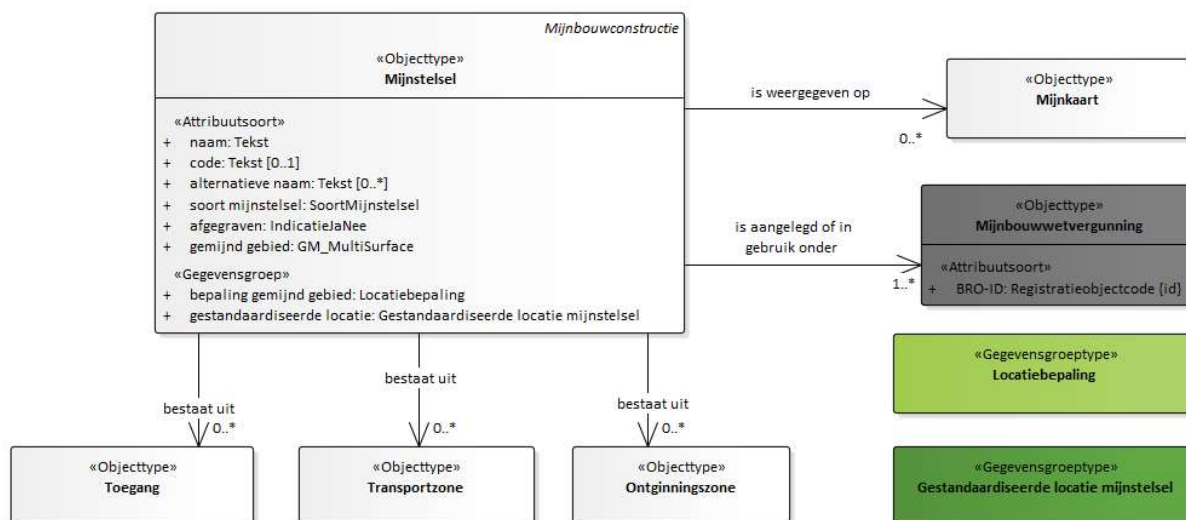 Mijnbouwconstructie
«Objecttype»
Mijnstelsel
«Attribuutsoort»
+ naam: Tekst
+ code: Tekst [0..1]
+ alternatieve naam: Tekst [0..*]
+ soort mijnstelsel: SoortMijnstelsel
+ afgegraven: IndicatieJaNee
+ gemijnd gebied: GM_MultiSurface
«Gegevensgroep»
+ bepaling gemijnd gebied: Locatiebepaling
+ gestandaardiseerde locatie: Gestandaardiseerde locatie mijnstelsel
is weergegeven op
0..*
«Objecttype»
Mijnkaart
is aangelegd of in
gebruik onder
1..*
«Objecttype»
Mijnbouwwetvergunning
«Attribuutsoort»
+ BRO-ID: Registratieobjectcode {id}
«Gegevensgroeptype»
Locatiebepaling
«Gegevensgroeptype»
Gestandaardiseerde locatie mijnstelsel
bestaat uit
0..*
bestaat uit
0..*
bestaat uit
0..*
«Objecttype»
Toegang
«Objecttype»
Transportzone
«Objecttype»
Ontginningszone